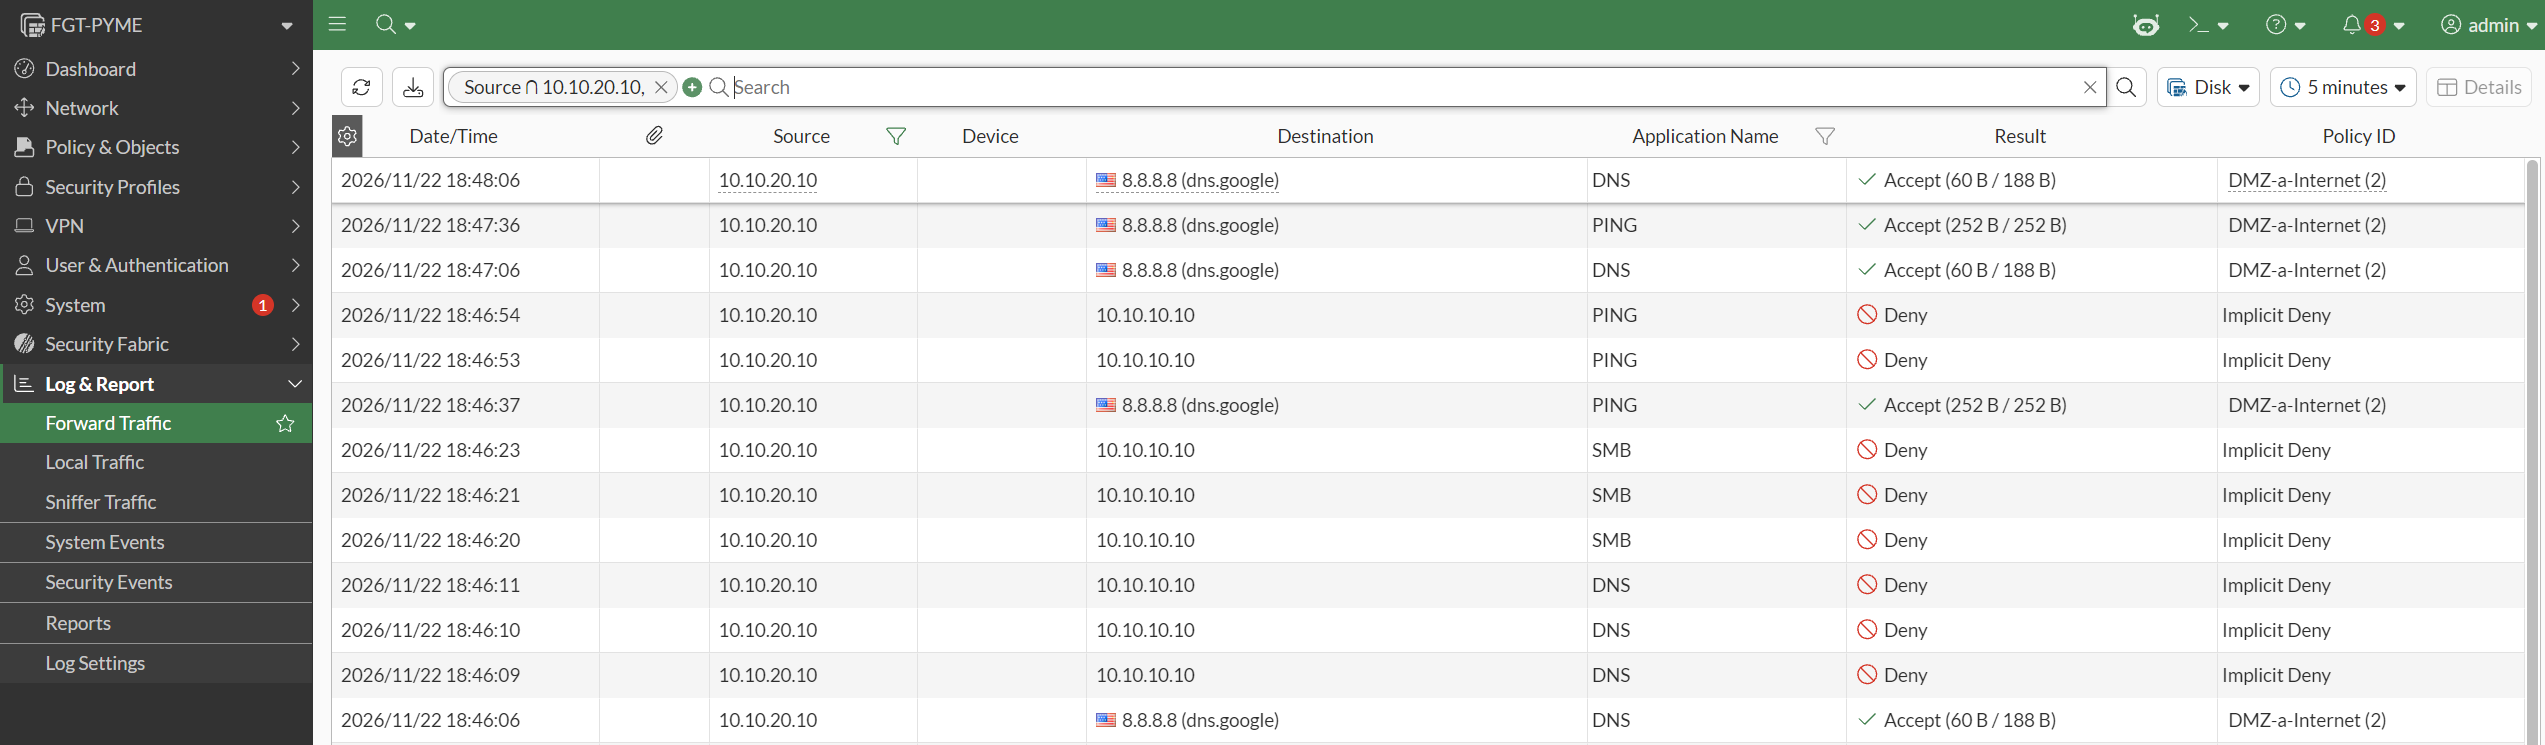 FGT-PYME
3
admin
Dashboard
Network
Policy & Objects
Security Profiles
VPN
User & Authentication
System 1
Security Fabric
Log & Report
Forward Traffic
Local Traffic
Sniffer Traffic
System Events
Security Events
Reports
Log Settings
Source ∩ 10.10.20.10, Search Disk 5 minutes Details
Date/Time Source Device Destination Application Name Result Policy ID
2026/11/22 18:48:06 10.10.20.10 8.8.8.8 (dns.google) DNS Accept (60 B / 188 B) DMZ-a-Internet (2)
2026/11/22 18:47:36 10.10.20.10 8.8.8.8 (dns.google) PING Accept (252 B / 252 B) DMZ-a-Internet (2)
2026/11/22 18:47:06 10.10.20.10 8.8.8.8 (dns.google) DNS Accept (60 B / 188 B) DMZ-a-Internet (2)
2026/11/22 18:46:54 10.10.20.10 10.10.10.10 PING Deny Implicit Deny
2026/11/22 18:46:53 10.10.20.10 10.10.10.10 PING Deny Implicit Deny
2026/11/22 18:46:37 10.10.20.10 8.8.8.8 (dns.google) PING Accept (252 B / 252 B) DMZ-a-Internet (2)
2026/11/22 18:46:23 10.10.20.10 10.10.10.10 SMB Deny Implicit Deny
2026/11/22 18:46:21 10.10.20.10 10.10.10.10 SMB Deny Implicit Deny
2026/11/22 18:46:20 10.10.20.10 10.10.10.10 SMB Deny Implicit Deny
2026/11/22 18:46:11 10.10.20.10 10.10.10.10 DNS Deny Implicit Deny
2026/11/22 18:46:10 10.10.20.10 10.10.10.10 DNS Deny Implicit Deny
2026/11/22 18:46:09 10.10.20.10 10.10.10.10 DNS Deny Implicit Deny
2026/11/22 18:46:06 10.10.20.10 8.8.8.8 (dns.google) DNS Accept (60 B / 188 B) DMZ-a-Internet (2)